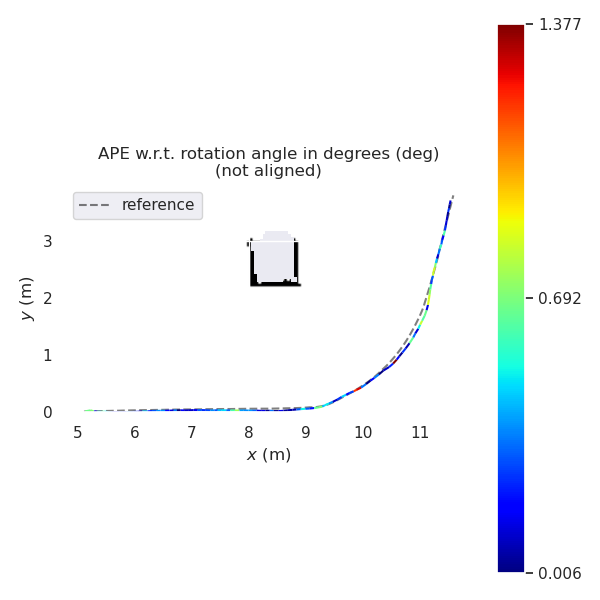 APE w.r.t. rotation angle in degrees (deg)
(not aligned)
reference
3
2
1
0
y (m)
5 6 7 8 9 10 11
x (m)
1.377
0.692
0.006